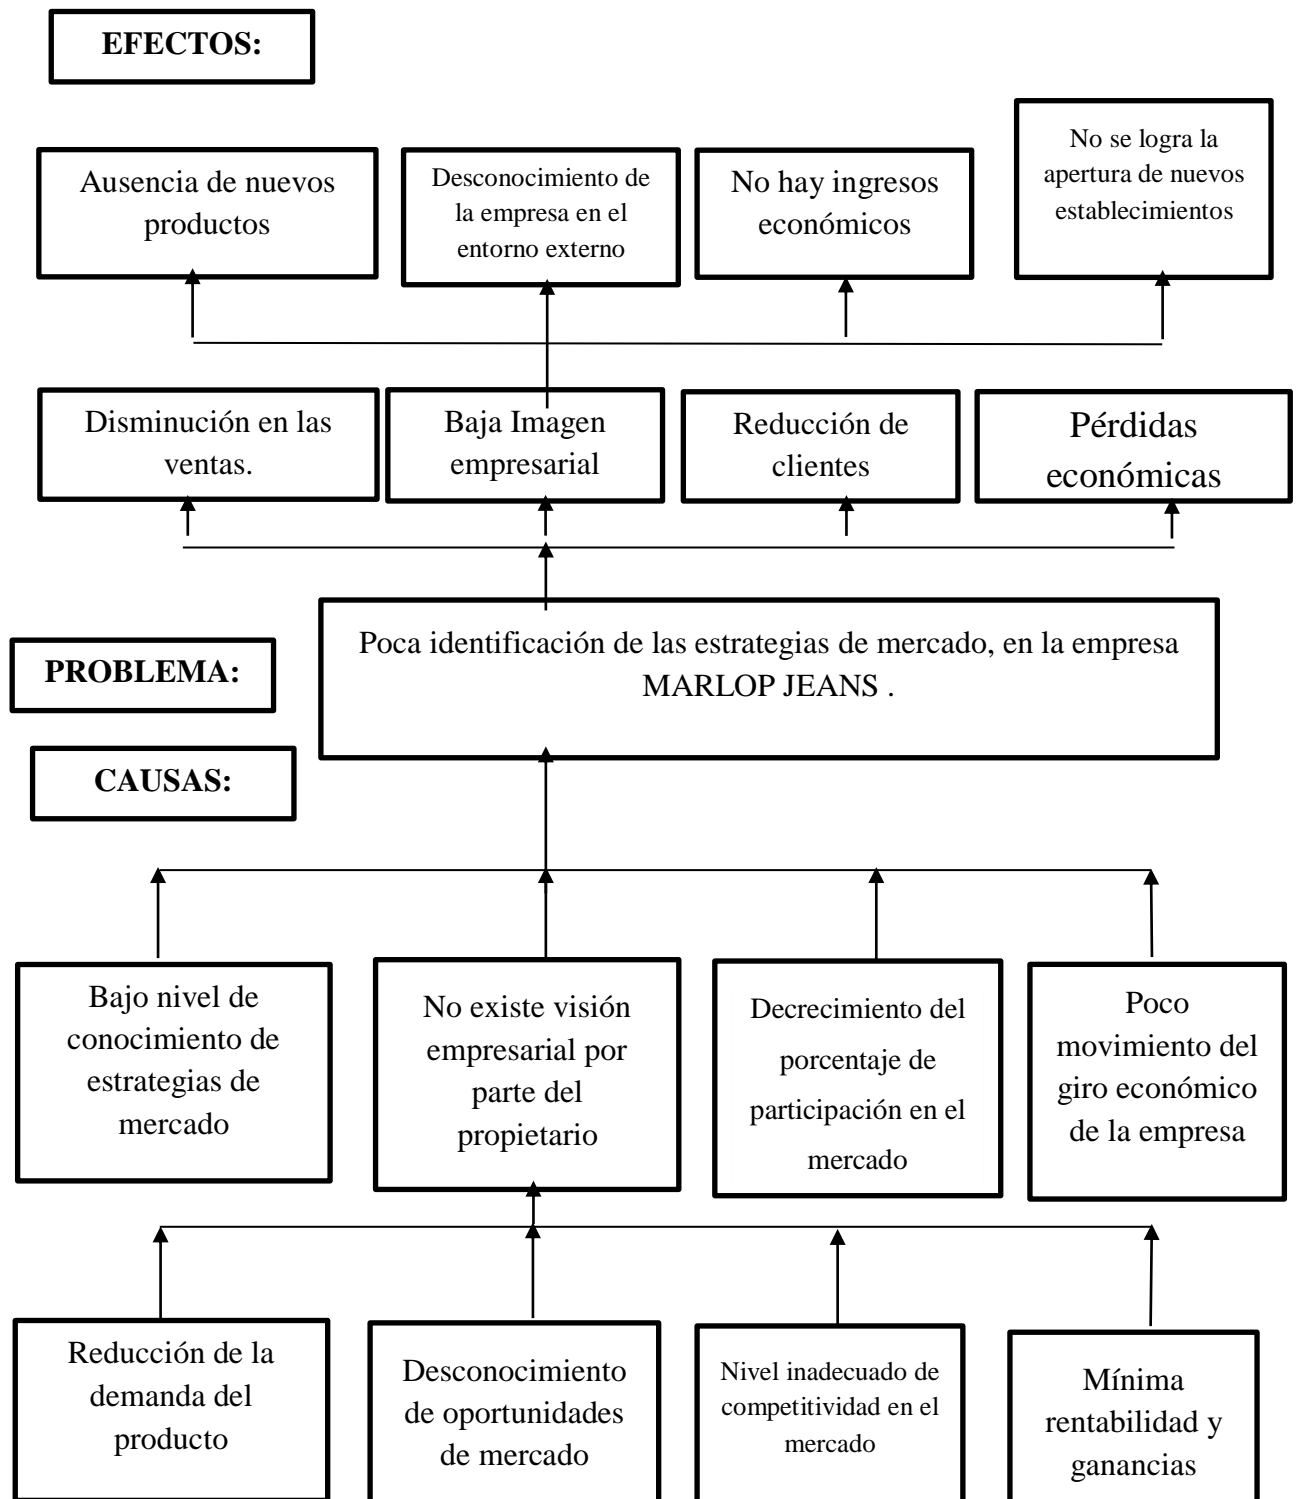 EFECTOS:
Ausencia de nuevos
productos
Desconocimiento de
la empresa en el
entorno externo
No hay ingresos
económicos
No se logra la
apertura de nuevos
establecimientos
Disminución en las
ventas.
Baja Imagen
empresarial
Reducción de
clientes
Pérdidas
económicas
PROBLEMA:
Poca identificación de las estrategias de mercado, en la empresa
MARLOP JEANS .
CAUSAS:
Bajo nivel de
conocimiento de
estrategias de
mercado
No existe visión
empresarial por
parte del
propietario
Decrecimiento del
porcentaje de
participación en el
mercado
Poco
movimiento del
giro económico
de la empresa
Reducción de la
demanda del
producto
Desconocimiento
de oportunidades
de mercado
Nivel inadecuado de
competitividad en el
mercado
Mínima
rentabilidad y
ganancias